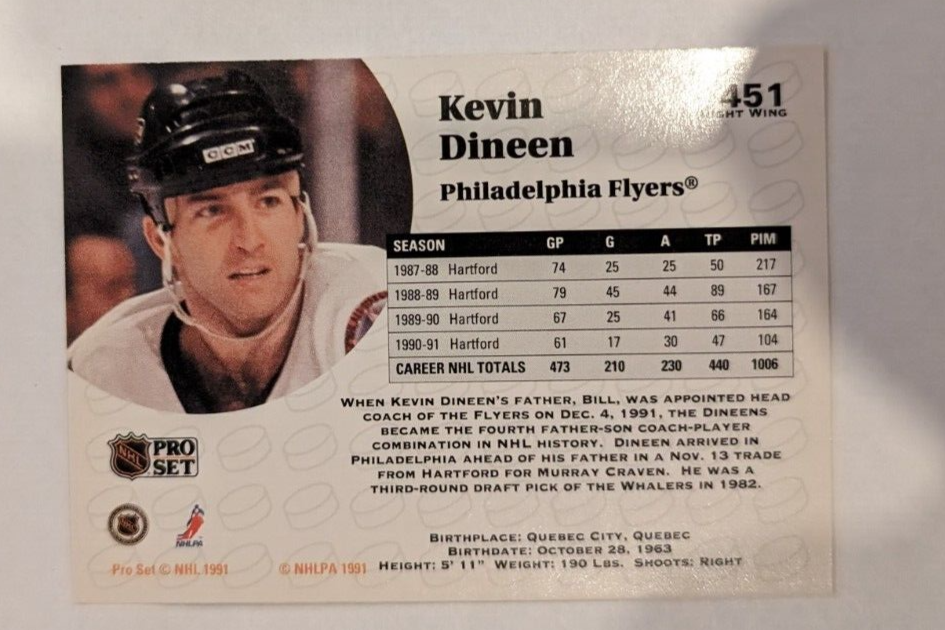 CCM
Kevin
Dineen
Philadelphia Flyers®
451
RIGHT WING
SEASON GP G A TP PIM
1987-88 Hartford 74 25 25 50 217
1988-89 Hartford 79 45 44 89 167
1989-90 Hartford 67 25 41 66 164
1990-91 Hartford 61 17 30 47 104
CAREER NHL TOTALS 473 210 230 440 1006
WHEN KEVIN DINEEN'S FATHER, BILL, WAS APPOINTED HEAD
COACH OF THE FLYERS ON DEC. 4, 1991, THE DINEENS
BECAME THE FOURTH FATHER-SON COACH-PLAYER
COMBINATION IN NHL HISTORY. DINEEN ARRIVED IN
PHILADELPHIA AHEAD OF HIS FATHER IN A NOV. 13 TRADE
FROM HARTFORD FOR MURRAY CRAVEN. HE WAS A
THIRD-ROUND DRAFT PICK OF THE WHALERS IN 1982.
NHL PRO
SET
NHLPA
BIRTHPLACE: QUEBEC CITY, QUEBEC
BIRTHDATE: OCTOBER 28, 1963
HEIGHT: 5' 11" WEIGHT: 190 LBS. SHOOTS: RIGHT
Pro Set © NHL 1991 © NHLPA 1991